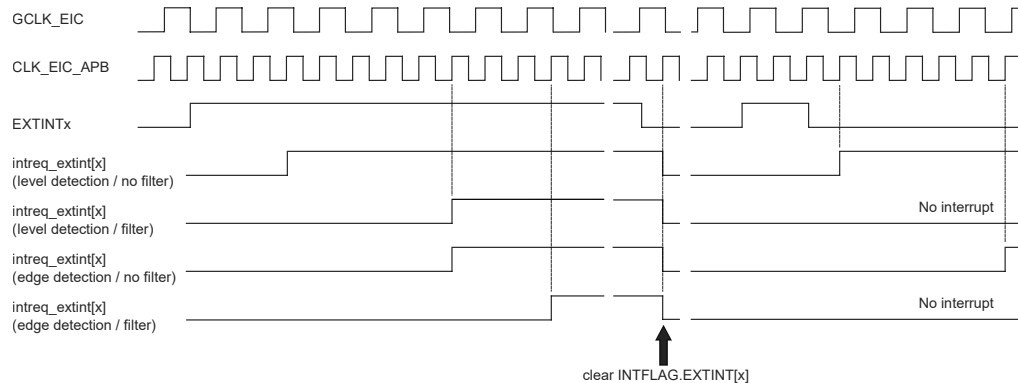 GCLK_EIC
CLK_EIC_APB
EXTINTx
intreq_extint[x]
(level detection / no filter)
intreq_extint[x]
(level detection / filter)
No interrupt
intreq_extint[x]
(edge detection / no filter)
intreq_extint[x]
(edge detection / filter)
No interrupt
clear INTFLAG.EXTINT[x]